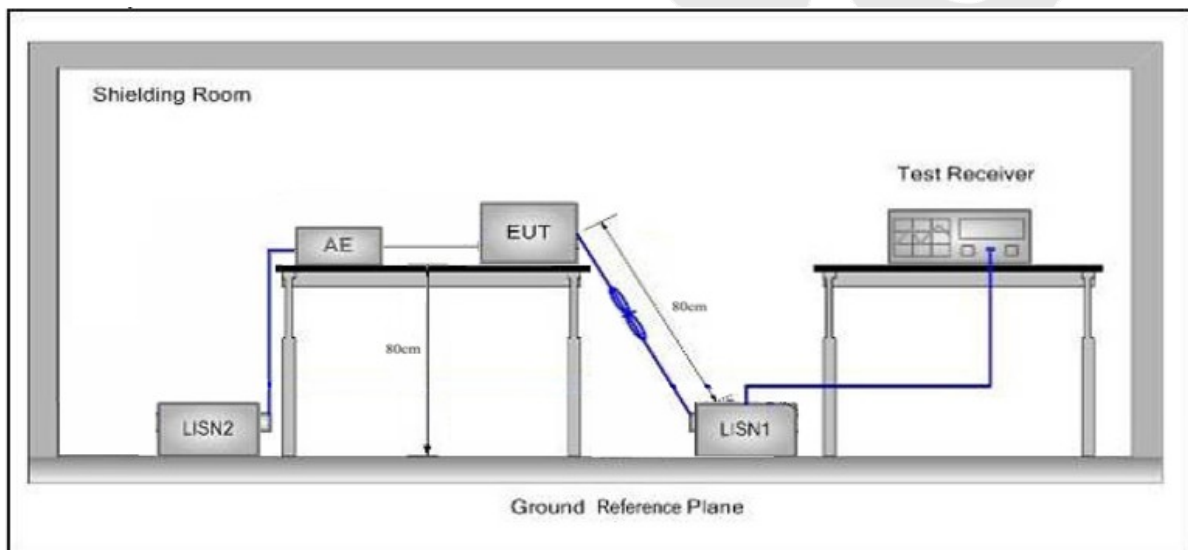 Shielding Room
Test Receiver
AE
EUT
80cm
80cm
LISN2
LISN1
Ground Reference Plane